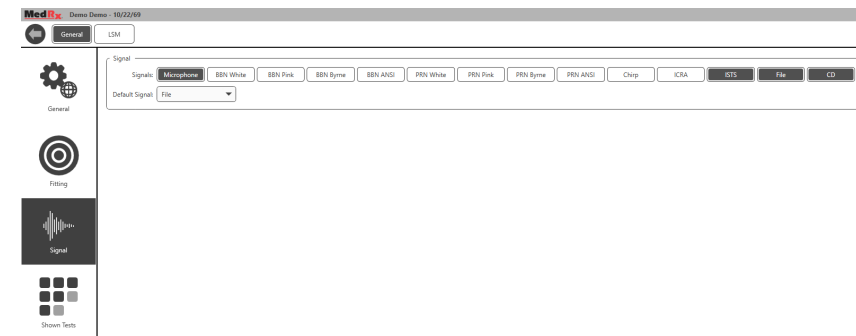 MedRx Demo Demo - 10/22/69
General LSM
Signal
Signals: Microphone BBN White BBN Pink BBN Byrne BBN ANSI PRN White PRN Pink PRN Byrne PRN ANSI Chirp ICRA ISTS File CD
Default Signal: File
General
Fitting
Signal
Shown Tests